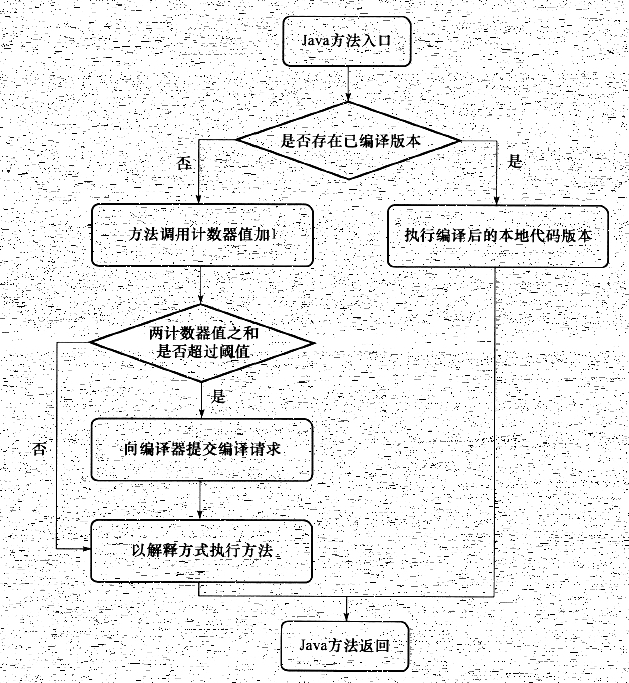 Java方法入口
是否存在已编译版本
否
是
方法调用计数器值加1
执行编译后的本地代码版本
两计数器值之和
是否超过阈值
是
否
向编译器提交编译请求
以解释方式执行方法
Java方法返回